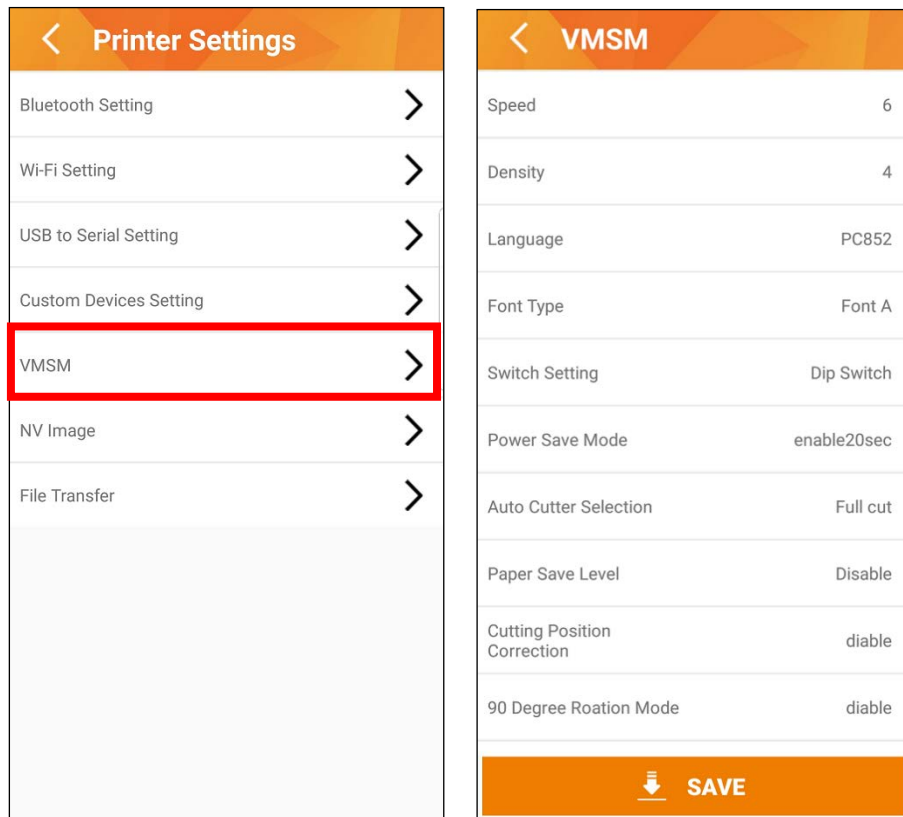 Printer Settings
Bluetooth Setting
Wi-Fi Setting
USB to Serial Setting
Custom Devices Setting
VMSM
NV Image
File Transfer
VMSM
Speed 6
Density 4
Language PC852
Font Type Font A
Switch Setting Dip Switch
Power Save Mode enable20sec
Auto Cutter Selection Full cut
Paper Save Level Disable
Cutting Position
Correction diable
90 Degree Roation Mode diable
SAVE